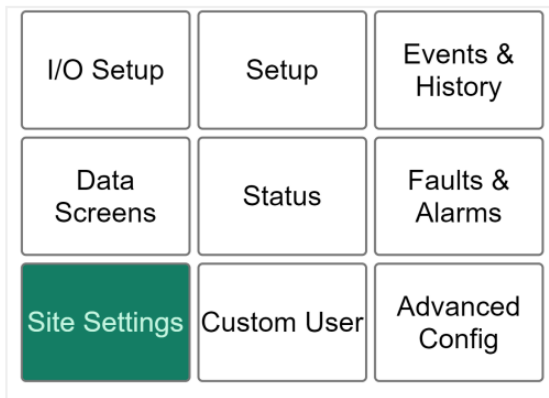 I/O Setup
Setup
Events &
History
Data
Screens
Status
Faults &
Alarms
Site Settings
Custom User
Advanced
Config